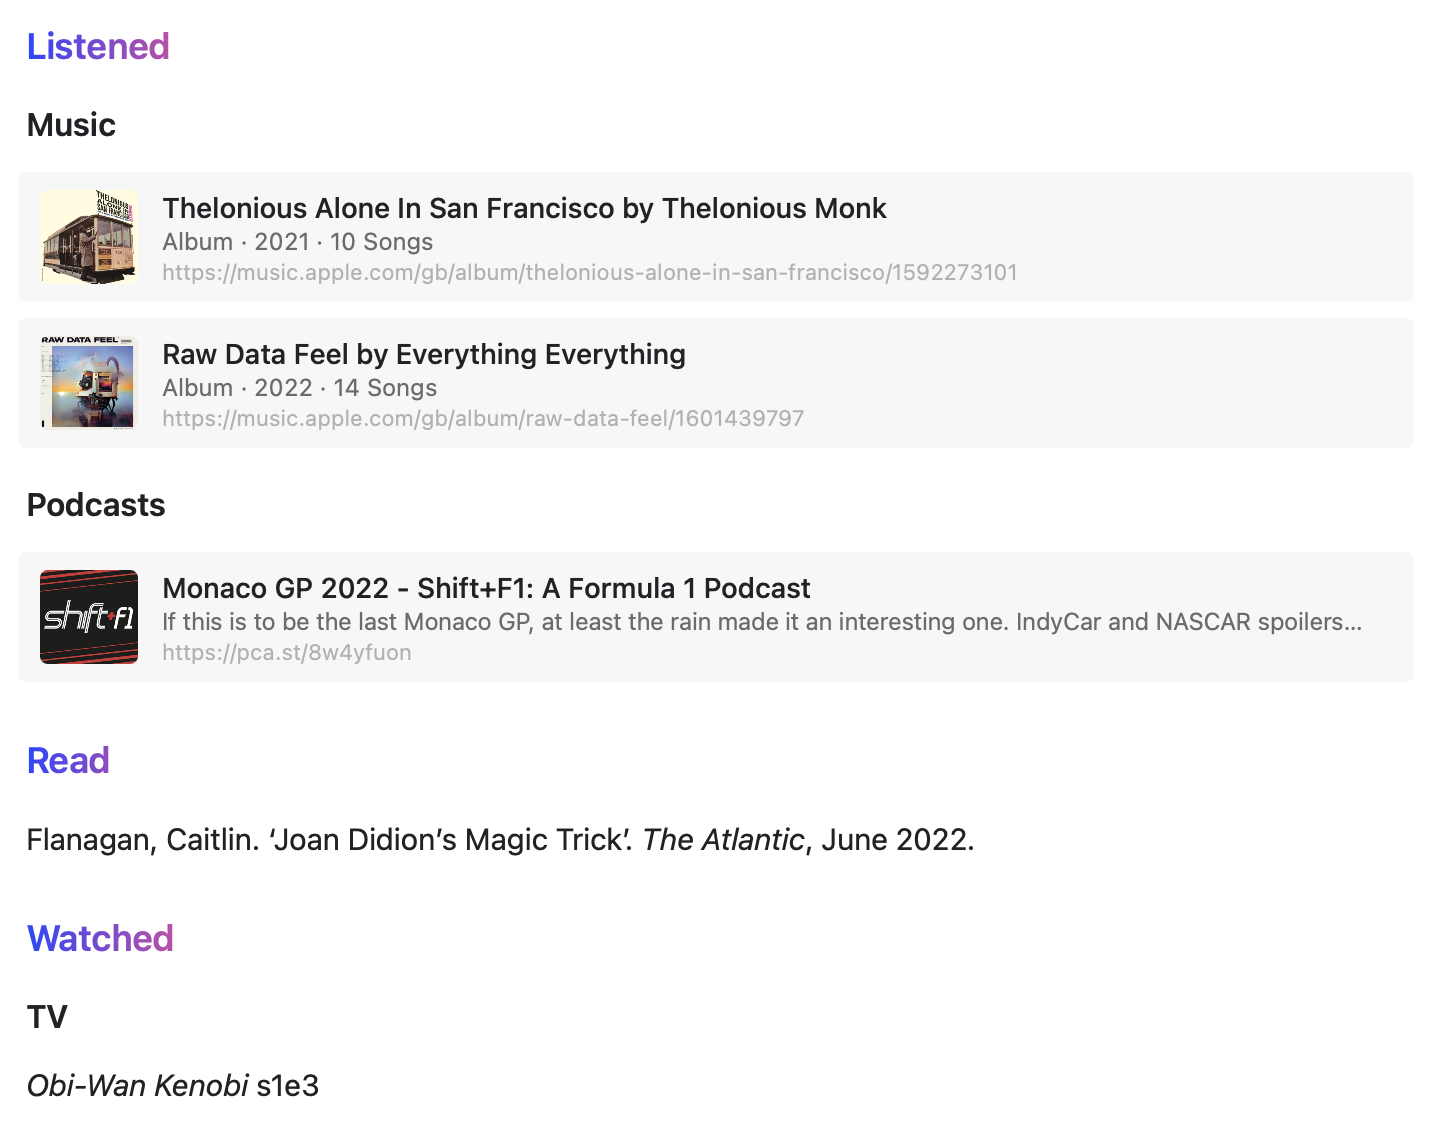 Listened
Music
THELONIOUS
ALONE IN
SAN FRANCISCO
Thelonious Alone In San Francisco by Thelonious Monk
Album · 2021 · 10 Songs
https://music.apple.com/gb/album/thelonious-alone-in-san-francisco/1592273101
RAW DATA FEEL
Raw Data Feel by Everything Everything
Album · 2022 · 14 Songs
https://music.apple.com/gb/album/raw-data-feel/1601439797
Podcasts
shift+f1
Monaco GP 2022 - Shift+F1: A Formula 1 Podcast
If this is to be the last Monaco GP, at least the rain made it an interesting one. IndyCar and NASCAR spoilers...
https://pca.st/8w4yfuon
Read
Flanagan, Caitlin. ‘Joan Didion’s Magic Trick’. The Atlantic, June 2022.
Watched
TV
Obi-Wan Kenobi s1e3